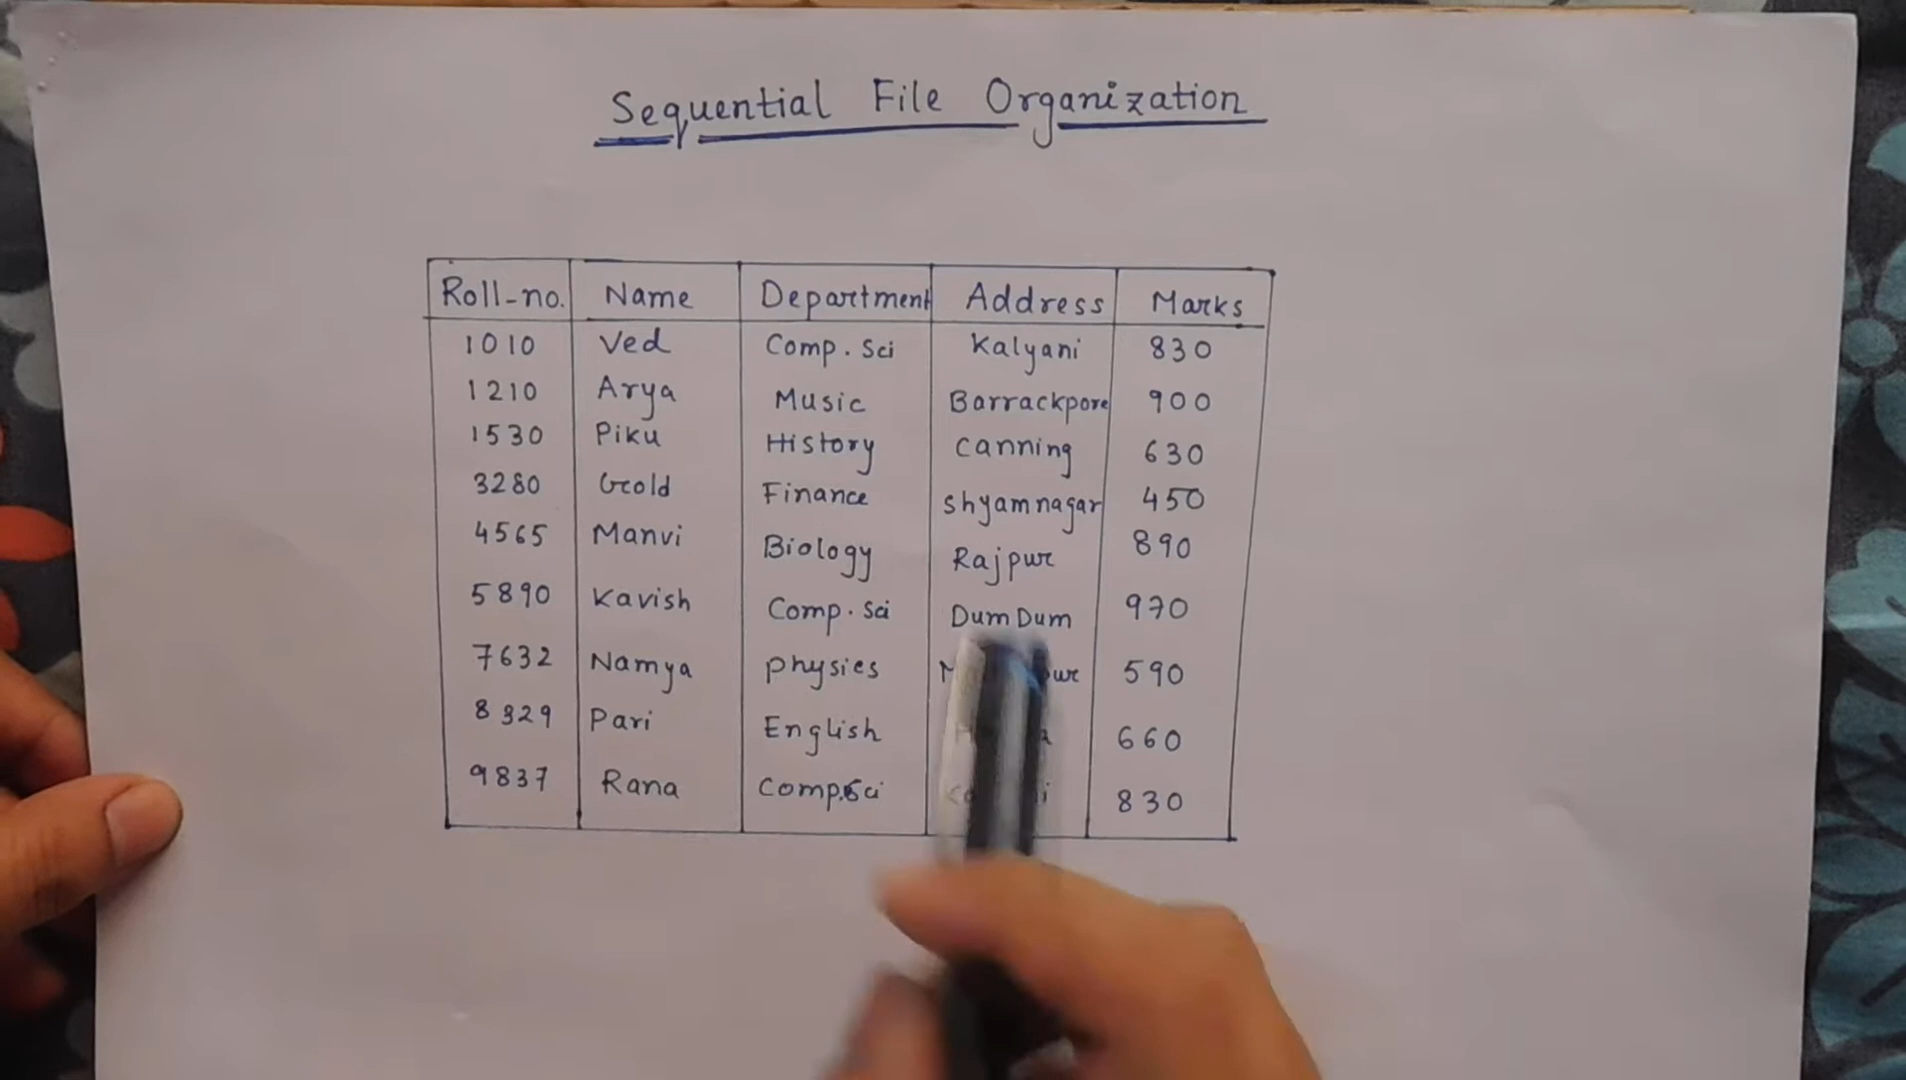 Sequential File Organization
Roll-no. Name Department Address Marks
1010 Ved Comp. Sci Kalyani 830
1210 Arya Music Barrackpore 900
1530 Piku History Canning 630
3280 Gold Finance Shyamnagar 450
4565 Manvi Biology Rajpur 890
5890 Kavish Comp. Sci DumDum 970
7632 Namya Physics 590
8329 Pari English 660
9837 Rana Comp.Sci 830